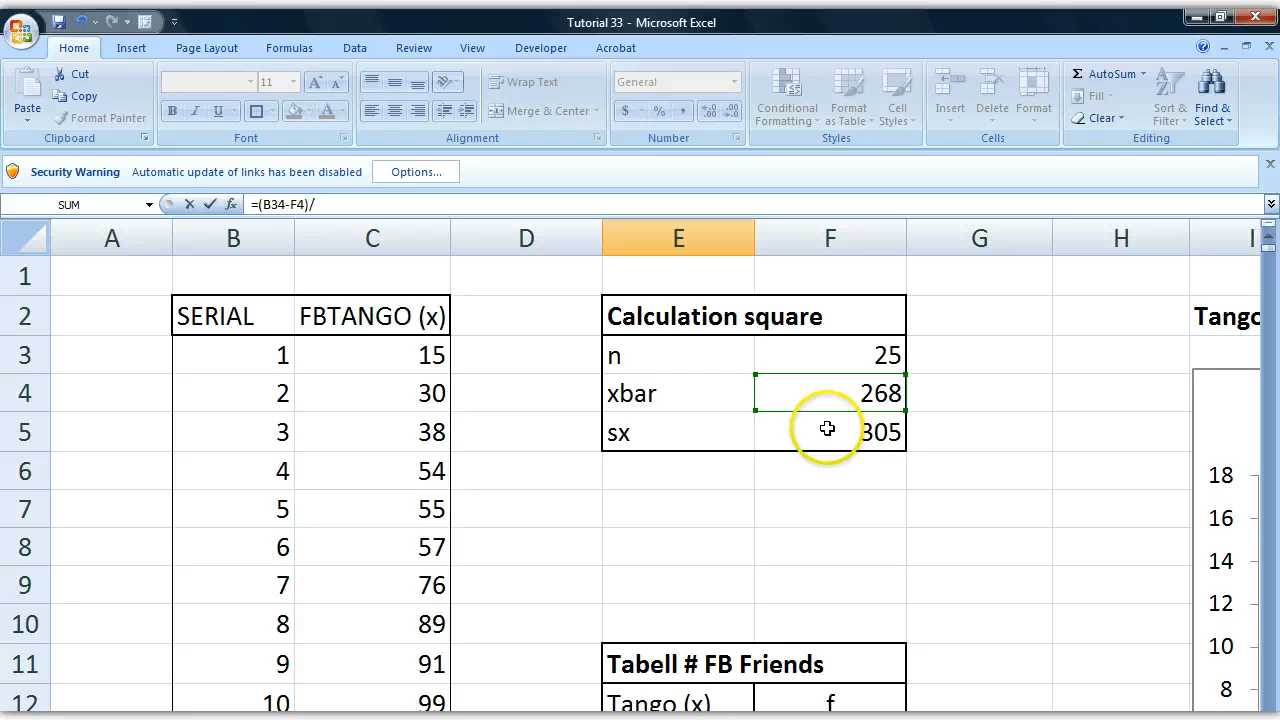 Tutorial 33 - Microsoft Excel
Home Insert Page Layout Formulas Data Review View Developer Acrobat
Paste
Cut
Copy
Format Painter
Clipboard
11 A A
B I U
Font
Wrap Text
Merge & Center
Alignment
General
$ % ,
Number
Conditional Formatting
Format as Table
Cell Styles
Styles
Insert Delete Format
Cells
Σ AutoSum
Fill
Clear
Sort & Filter
Find & Select
Editing
Security Warning Automatic update of links has been disabled Options...
SUM fx =(B34-F4)/
A B C D E F G H I
1
2 SERIAL FBTANGO (x) Calculation square Tango
3 1 15 n 25
4 2 30 xbar 268
5 3 38 sx 305
6 4 54 18
7 5 55 16
8 6 57 14
9 7 76 12
10 8 89 10
11 9 91 Tabell # FB Friends 8
12 10 99 Tango (x) f